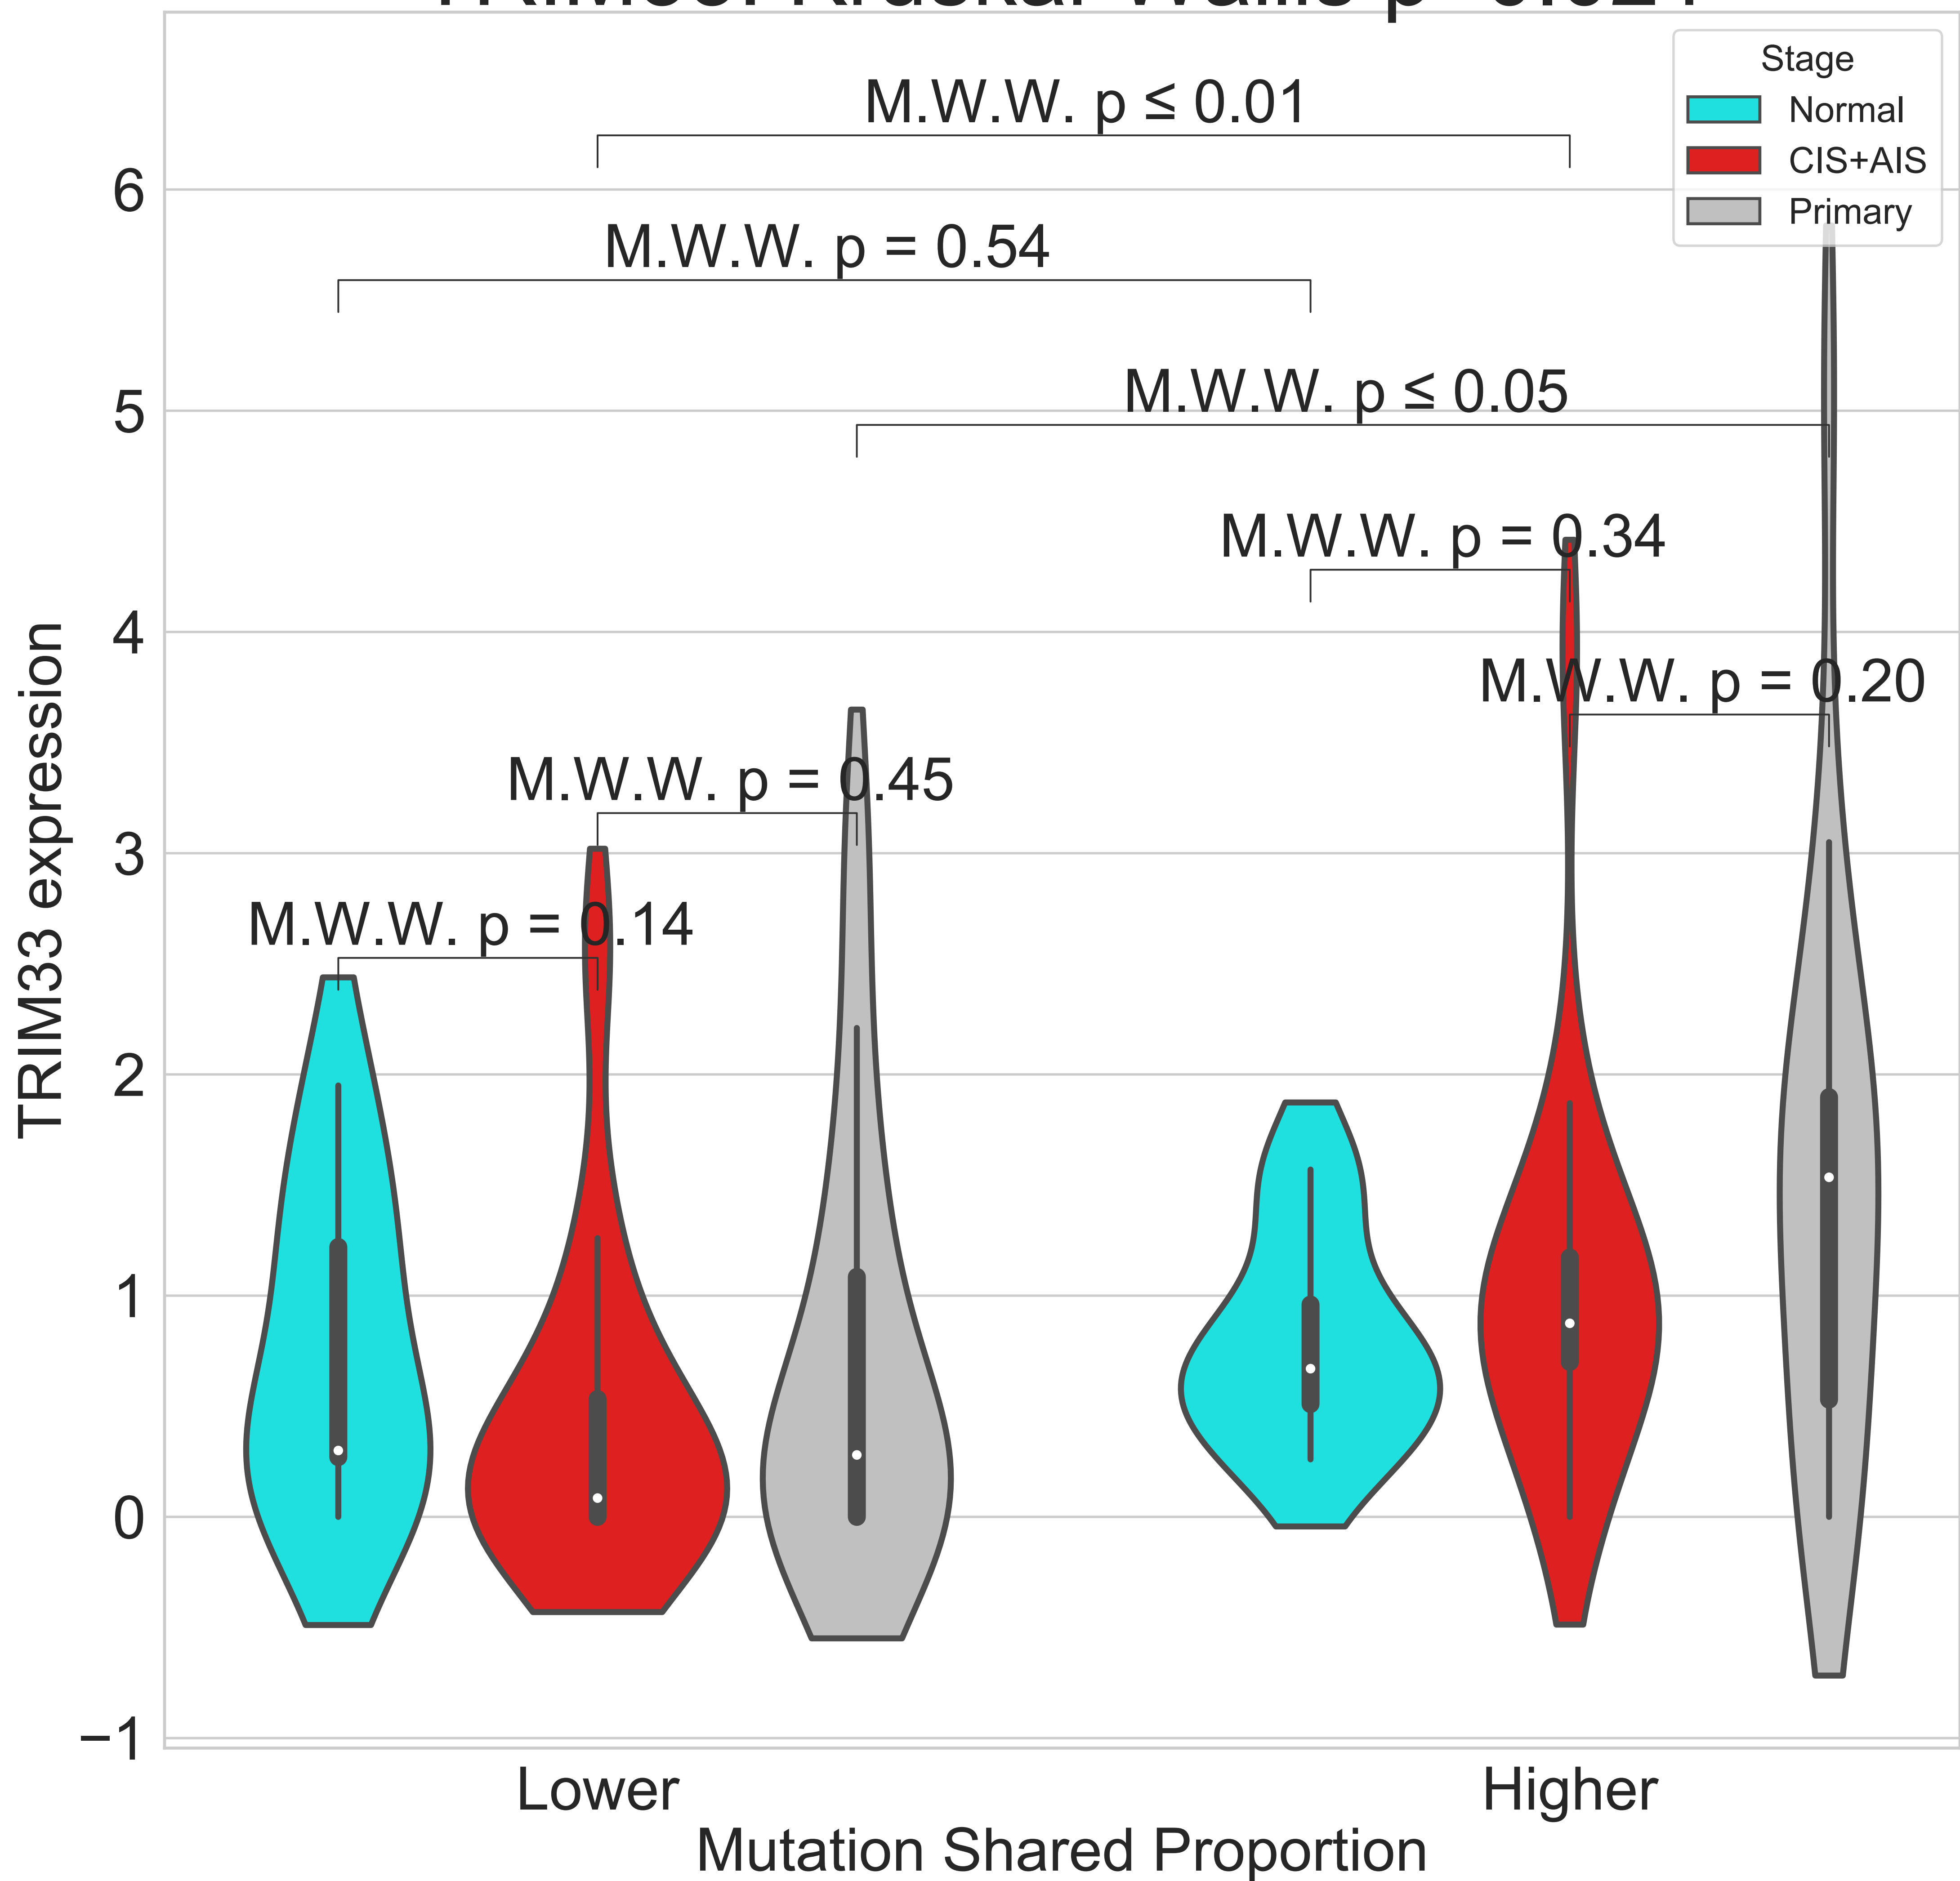 Stage
Normal
CIS+AIS
Primary
M.W.W. p ≤ 0.01
M.W.W. p = 0.54
M.W.W. p ≤ 0.05
M.W.W. p = 0.34
M.W.W. p = 0.20
M.W.W. p = 0.45
M.W.W. p = 0.14
6
5
4
3
2
1
0
−1
TRIM33 expression
Lower
Higher
Mutation Shared Proportion